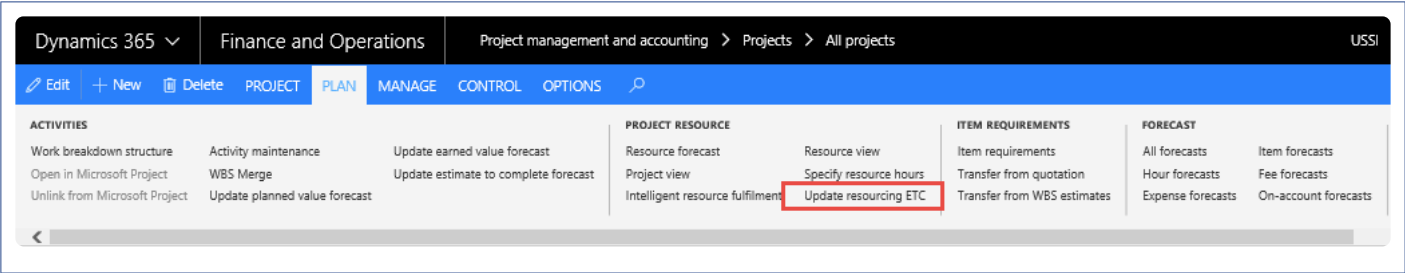 Dynamics 365 Finance and Operations Project management and accounting > Projects > All projects USSI
Edit + New Delete PROJECT PLAN MANAGE CONTROL OPTIONS
ACTIVITIES PROJECT RESOURCE ITEM REQUIREMENTS FORECAST
Work breakdown structure Activity maintenance Update earned value forecast Resource forecast Resource view Item requirements All forecasts Item forecasts
Open in Microsoft Project WBS Merge Update estimate to complete forecast Project view Specify resource hours Transfer from quotation Hour forecasts Fee forecasts
Unlink from Microsoft Project Update planned value forecast Intelligent resource fulfilment Update resourcing ETC Transfer from WBS estimates Expense forecasts On-account forecasts